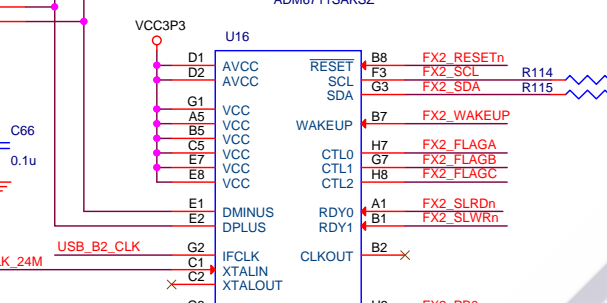 VCC3P3
U16
D1 AVCC RESET B8 FX2_RESETn
D2 AVCC SCL F3 FX2_SCL R114
SDA G3 FX2_SDA R115
G1 VCC
A5 VCC WAKEUP B7 FX2_WAKEUP
B5 VCC
C5 VCC CTL0 H7 FX2_FLAGA
E7 VCC CTL1 G7 FX2_FLAGB
E8 VCC CTL2 H8 FX2_FLAGC
C66
0.1u
E1 DMINUS RDY0 A1 FX2_SLRDn
E2 DPLUS RDY1 B1 FX2_SLWRn
USB_B2_CLK G2 IFCLK CLKOUT B2
K_24M C1 XTALIN
C2 XTALOUT